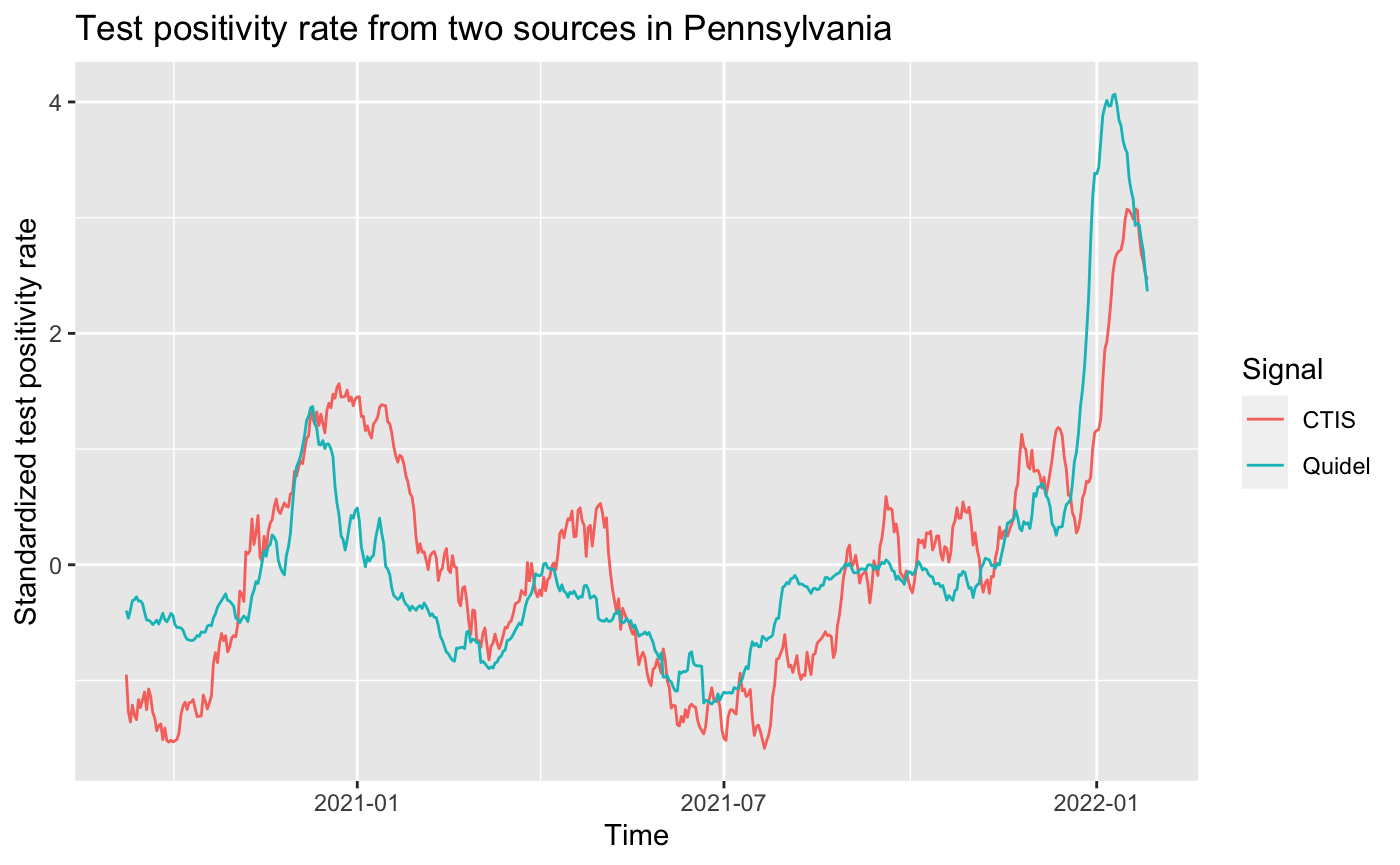 Test positivity rate from two sources in Pennsylvania
Standardized test positivity rate
4
2
0
2021-01
2021-07
2022-01
Time
Signal
CTIS
Quidel